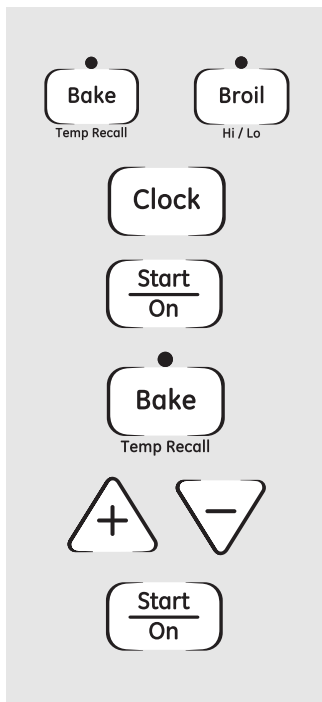 Bake Broil
Temp Recall Hi / Lo
Clock
Start
On
Bake
Temp Recall
+ −
Start
On